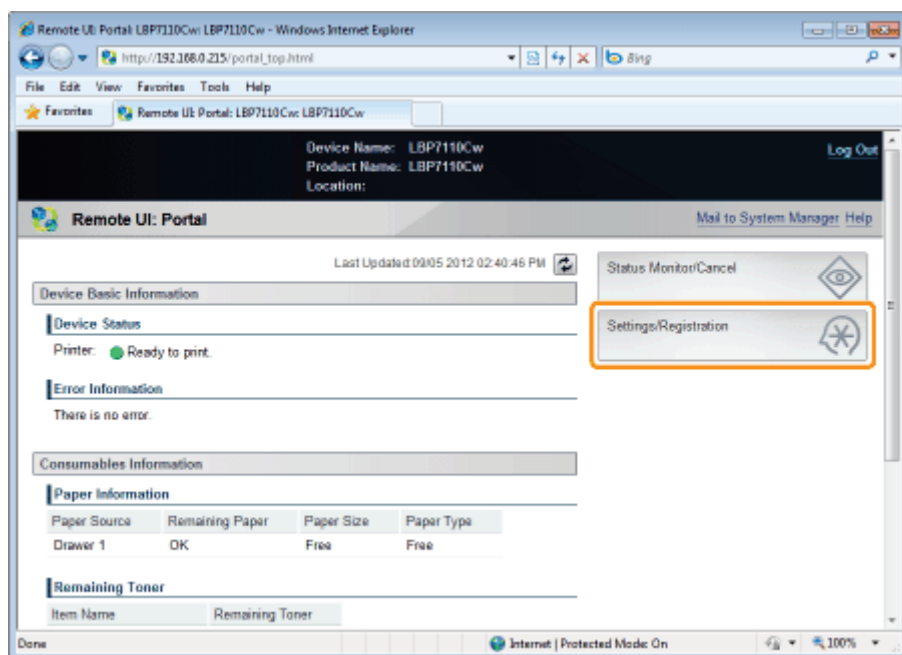 Remote UI: Portal: LBP7110Cw: LBP7110Cw - Windows Internet Explorer
http://192.168.0.215/portal_top.html
Bing
File Edit View Favorites Tools Help
Favorites
Remote UI: Portal: LBP7110Cw: LBP7110Cw
Device Name: LBP7110Cw
Product Name: LBP7110Cw
Location:
Log Out
Remote UI: Portal
Mail to System Manager Help
Last Updated:09/05 2012 02:40:46 PM
Status Monitor/Cancel
Device Basic Information
Settings/Registration
Device Status
Printer: Ready to print.
Error Information
There is no error.
Consumables Information
Paper Information
Paper Source Remaining Paper Paper Size Paper Type
Drawer 1 OK Free Free
Remaining Toner
Item Name Remaining Toner
Done
Internet | Protected Mode: On
100%